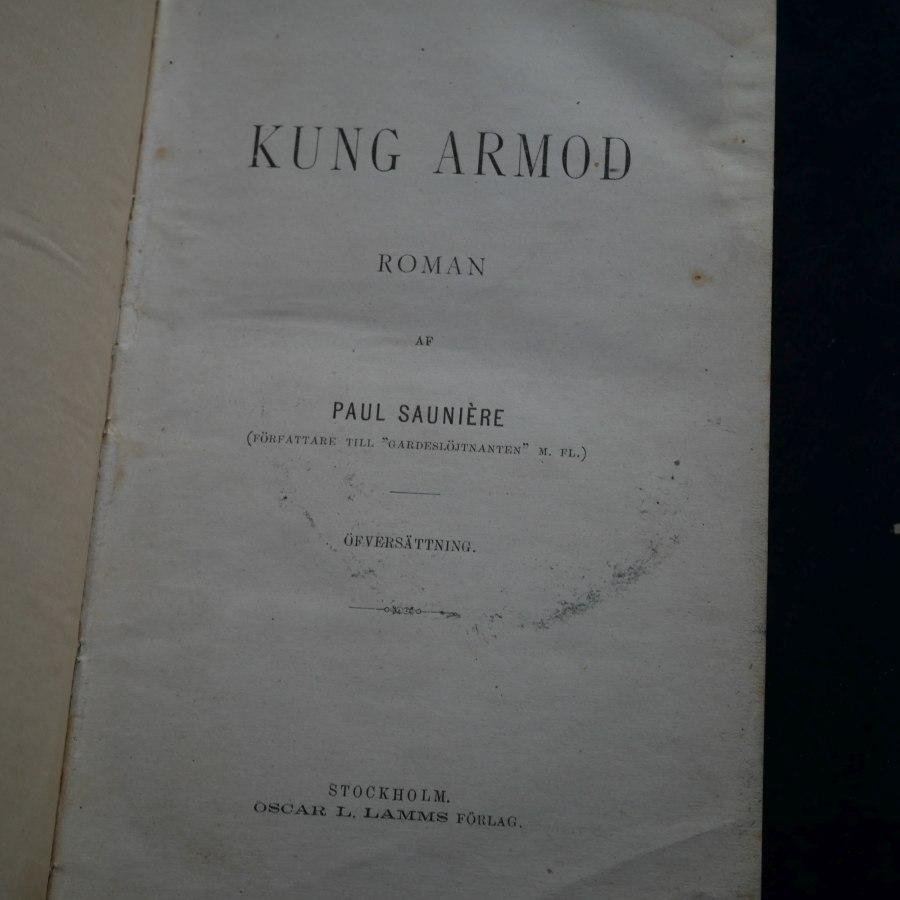 KUNG ARMOD
ROMAN
AF
PAUL SAUNIÈRE
(FÖRFATTARE TILL "GARDESLÖJTNANTEN" M. FL.)
ÖFVERSÄTTNING.
STOCKHOLM.
OSCAR L. LAMMS FÖRLAG.